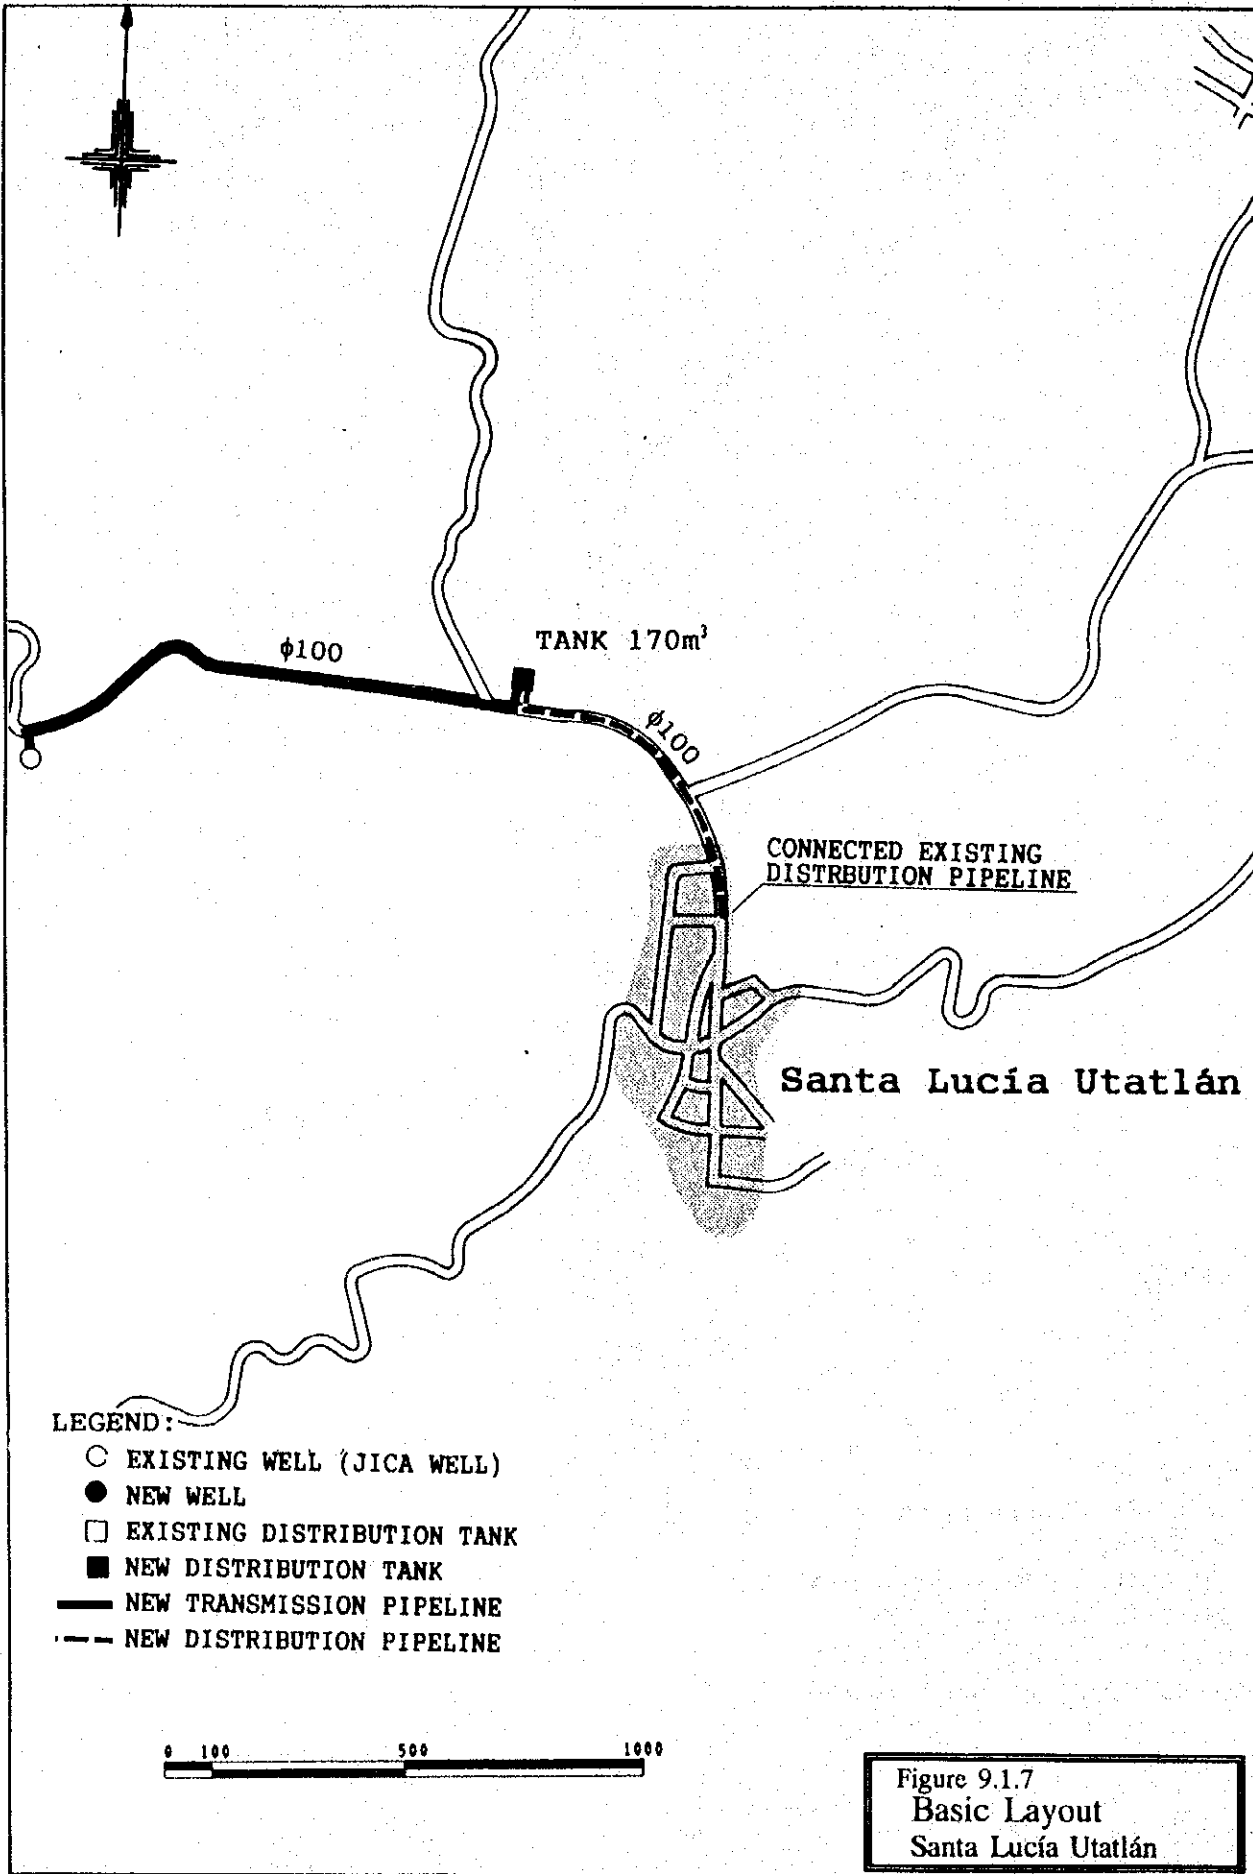 φ100
TANK 170m³
φ100
CONNECTED EXISTING
DISTRBUTION PIPELINE
Santa Lucía Utatlán
LEGEND:
EXISTING WELL (JICA WELL)
NEW WELL
EXISTING DISTRIBUTION TANK
NEW DISTRIBUTION TANK
NEW TRANSMISSION PIPELINE
NEW DISTRIBUTION PIPELINE
0 100 500 1000
Figure 9.1.7
Basic Layout
Santa Lucía Utatlán